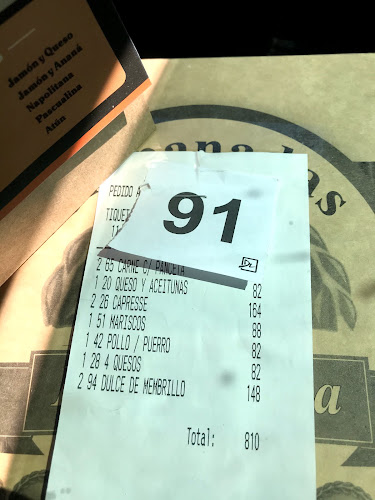 Jamón y Queso
Jamón y Ananá
Napolitana
Pascualina
Atún
panadas
PEDIDO A
91
TIQUE
2 65 CARNE C/ PANCETA
1 20 QUESO Y ACEITUNAS 82
2 26 CAPRESSE 164
1 51 MARISCOS 88
1 42 POLLO / PUERRO 82
1 28 4 QUESOS 82
2 94 DULCE DE MEMBRILLO 148
Total: 810
a